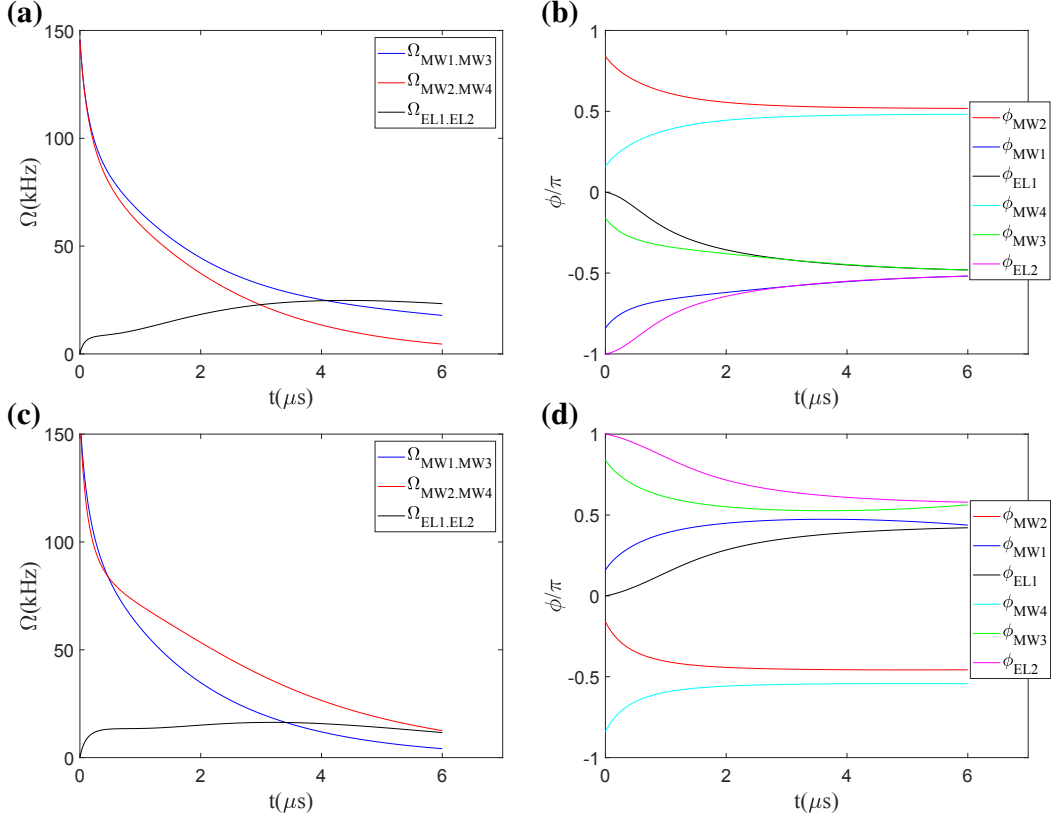 (a)
150
100
50
0
Ω(kHz)
0 2 4 6
t(μs)
Ω_MW1.MW3
Ω_MW2.MW4
Ω_EL1.EL2
(b)
1
0.5
0
-0.5
-1
ϕ/π
0 2 4 6
t(μs)
ϕ_MW2
ϕ_MW1
ϕ_EL1
ϕ_MW4
ϕ_MW3
ϕ_EL2
(c)
150
100
50
0
Ω(kHz)
0 2 4 6
t(μs)
Ω_MW1.MW3
Ω_MW2.MW4
Ω_EL1.EL2
(d)
1
0.5
0
-0.5
-1
ϕ/π
0 2 4 6
t(μs)
ϕ_MW2
ϕ_MW1
ϕ_EL1
ϕ_MW4
ϕ_MW3
ϕ_EL2